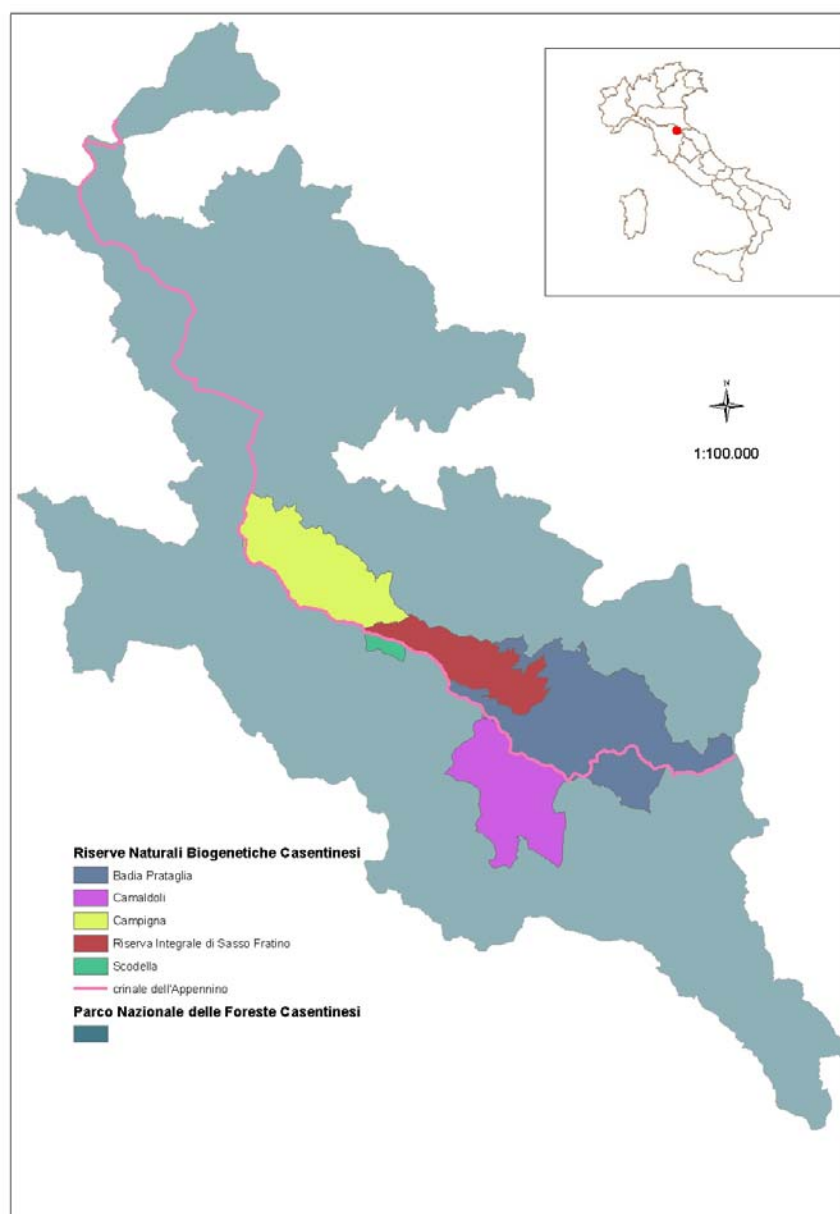 N
1:100.000
Riserve Naturali Biogenetiche Casentinesi
Badia Prataglia
Camaldoli
Campigna
Riserva Integrale di Sasso Fratino
Scodella
crinale dell'Appennino
Parco Nazionale delle Foreste Casentinesi